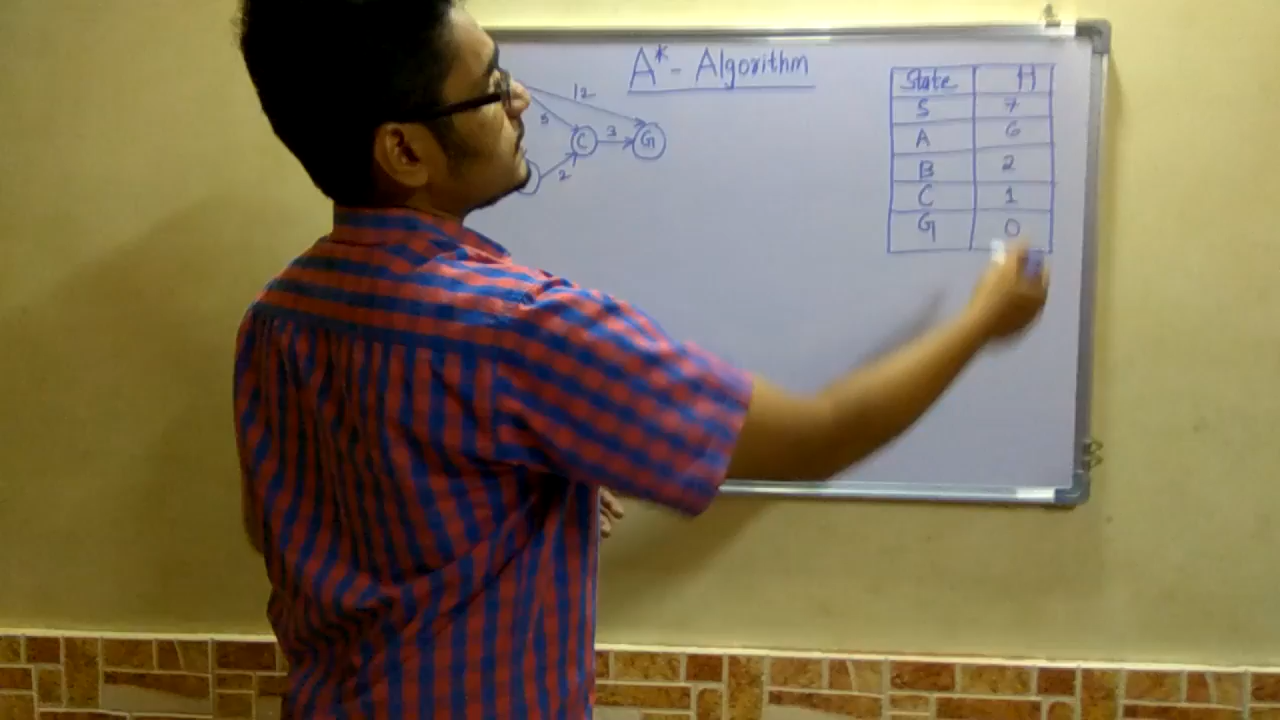 A* - Algorithm
12
5
C
3
G
2
State H
S 7
A 6
B 2
C 1
G 0